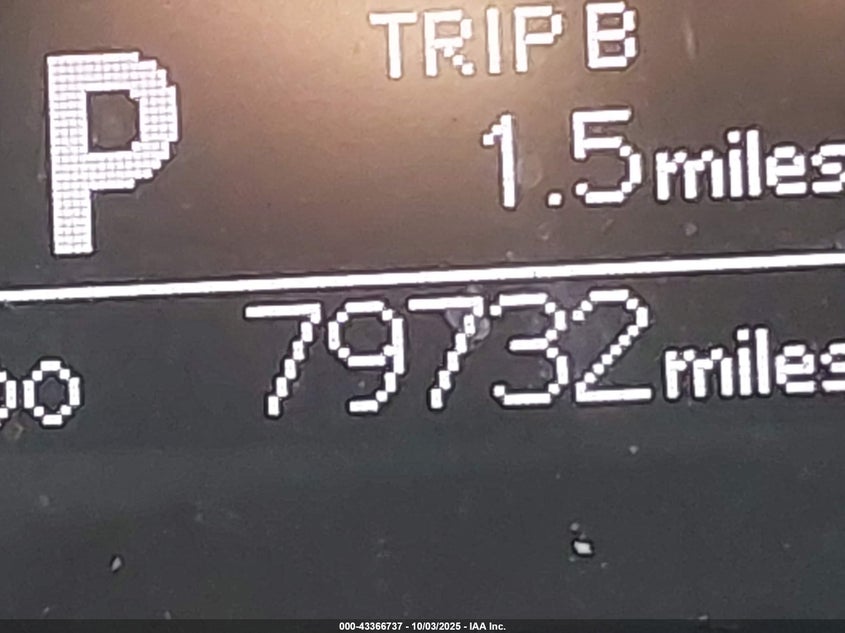 P
TRIP B
1.5 miles
79732 miles
000-43366737 - 10/03/2025 - IAA Inc.